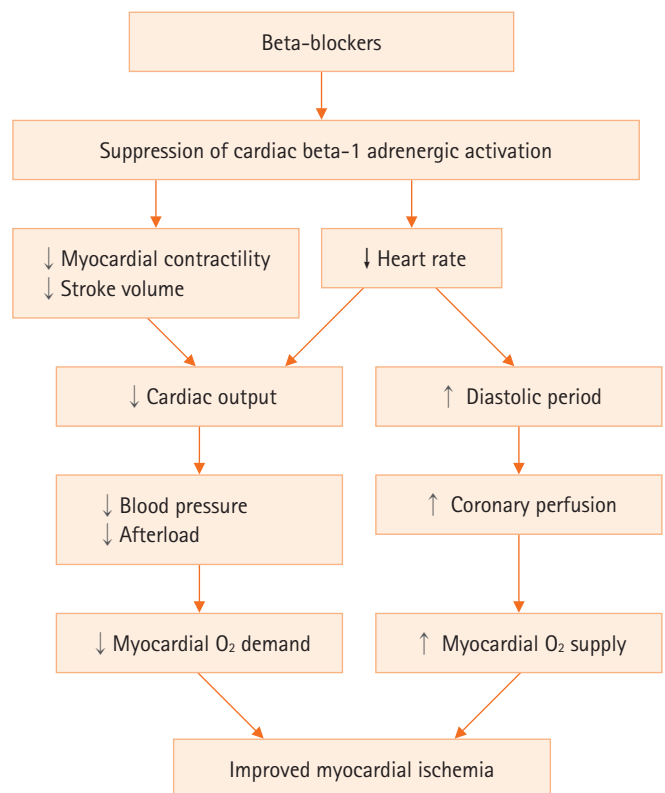 Beta-blockers
Suppression of cardiac beta-1 adrenergic activation
↓ Myocardial contractility
↓ Stroke volume
↓ Heart rate
↓ Cardiac output
↑ Diastolic period
↓ Blood pressure
↓ Afterload
↑ Coronary perfusion
↓ Myocardial O₂ demand
↑ Myocardial O₂ supply
Improved myocardial ischemia